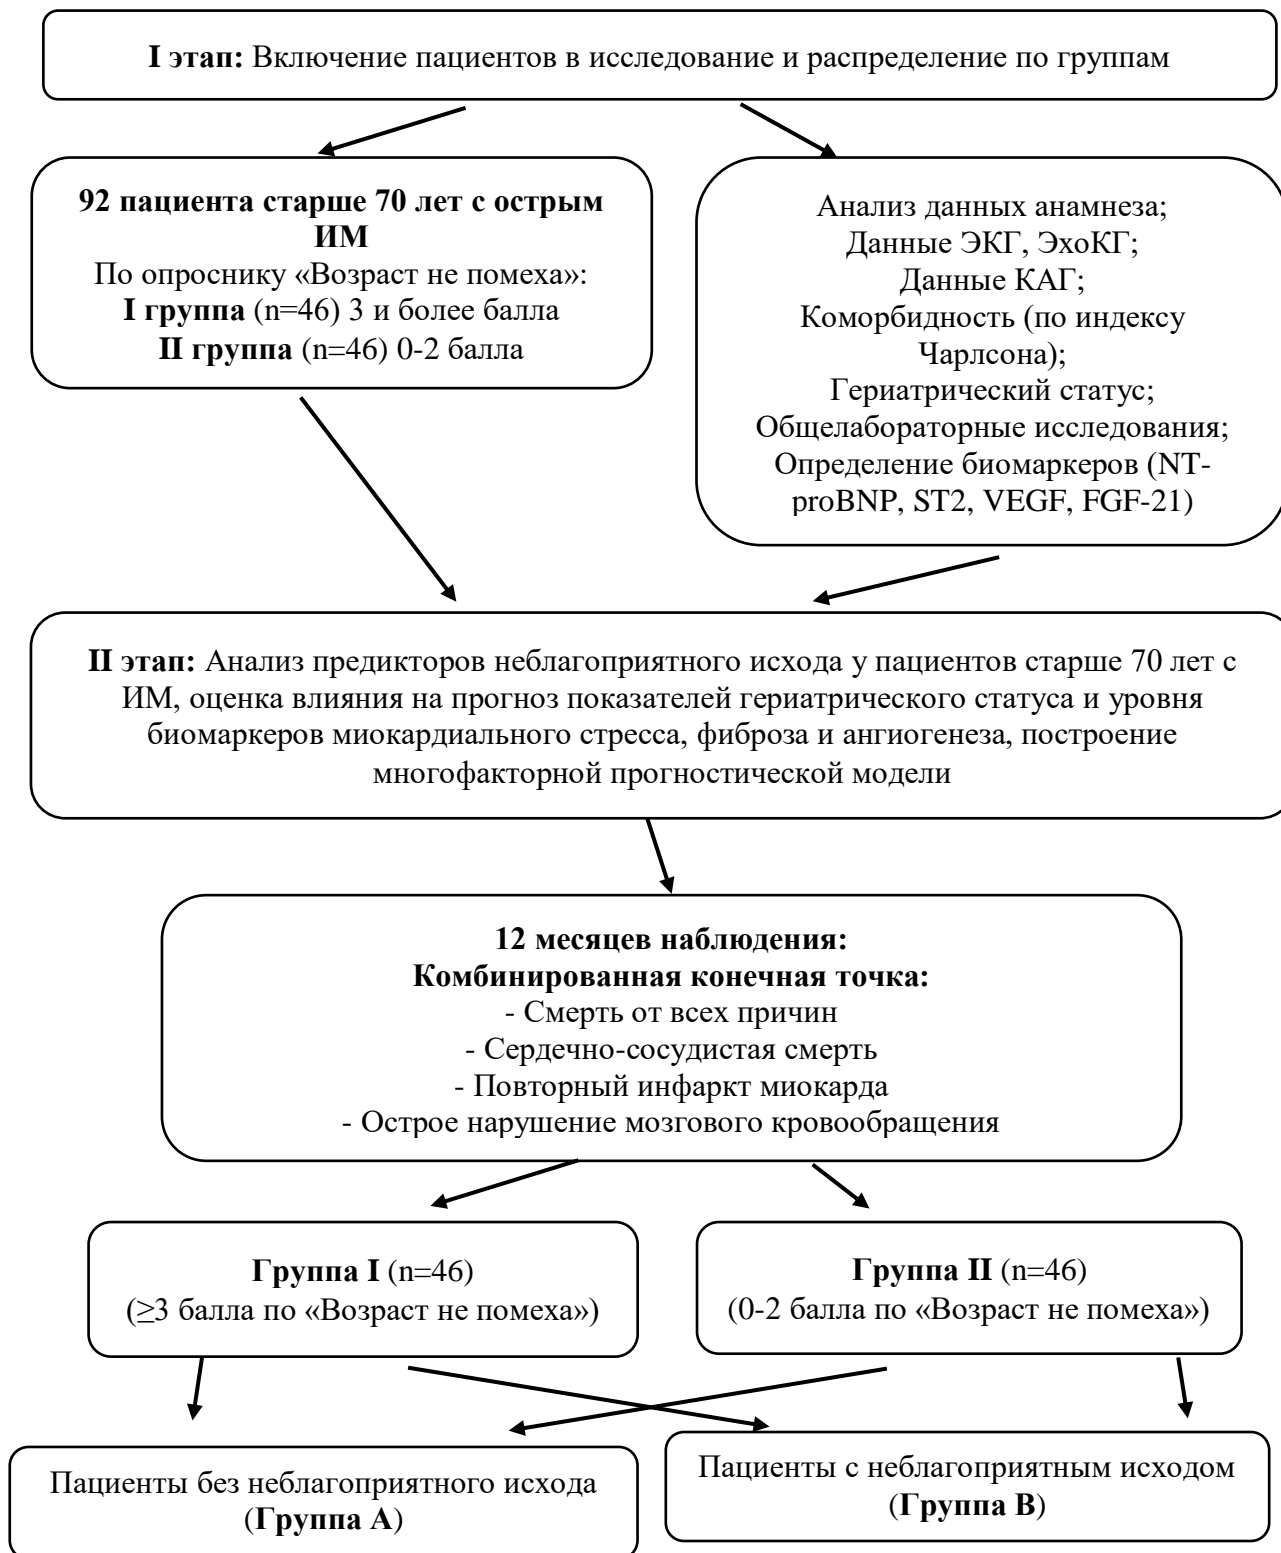 I этап: Включение пациентов в исследование и распределение по группам
92 пациента старше 70 лет с острым
ИМ
По опроснику «Возраст не помеха»:
I группа (n=46) 3 и более балла
II группа (n=46) 0-2 балла
Анализ данных анамнеза;
Данные ЭКГ, ЭхоКГ;
Данные КАГ;
Коморбидность (по индексу
Чарлсона);
Гериатрический статус;
Общелабораторные исследования;
Определение биомаркеров (NT-
proBNP, ST2, VEGF, FGF-21)
II этап: Анализ предикторов неблагоприятного исхода у пациентов старше 70 лет с
ИМ, оценка влияния на прогноз показателей гериатрического статуса и уровня
биомаркеров миокардиального стресса, фиброза и ангиогенеза, построение
многофакторной прогностической модели
12 месяцев наблюдения:
Комбинированная конечная точка:
- Смерть от всех причин
- Сердечно-сосудистая смерть
- Повторный инфаркт миокарда
- Острое нарушение мозгового кровообращения
Группа I (n=46)
(≥3 балла по «Возраст не помеха»)
Группа II (n=46)
(0-2 балла по «Возраст не помеха»)
Пациенты без неблагоприятного исхода
(Группа А)
Пациенты с неблагоприятным исходом
(Группа В)